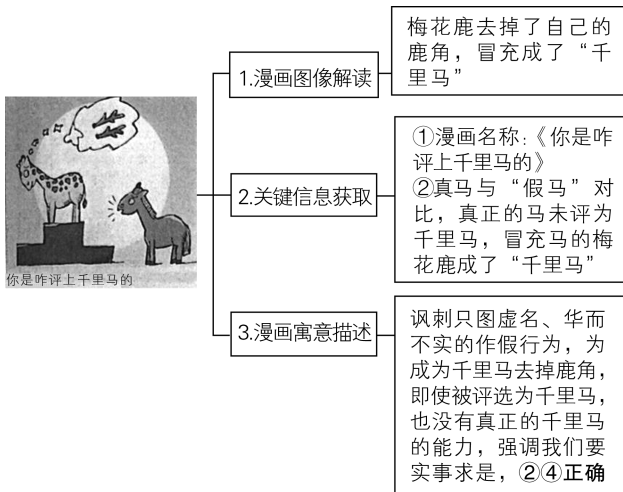 1.漫画图像解读
梅花鹿去掉了自己的
鹿角，冒充成了“千
里马”
你是咋评上千里马的
2.关键信息获取
①漫画名称：《你是咋
评上千里马的》
②真马与“假马”对
比，真正的马未评为
千里马，冒充马的梅
花鹿成了“千里马”
3.漫画寓意描述
讽刺只图虚名、华而
不实的作假行为，为
成为千里马去掉鹿角，
即使被评选为千里马，
也没有真正的千里马
的能力，强调我们要
实事求是，②④正确